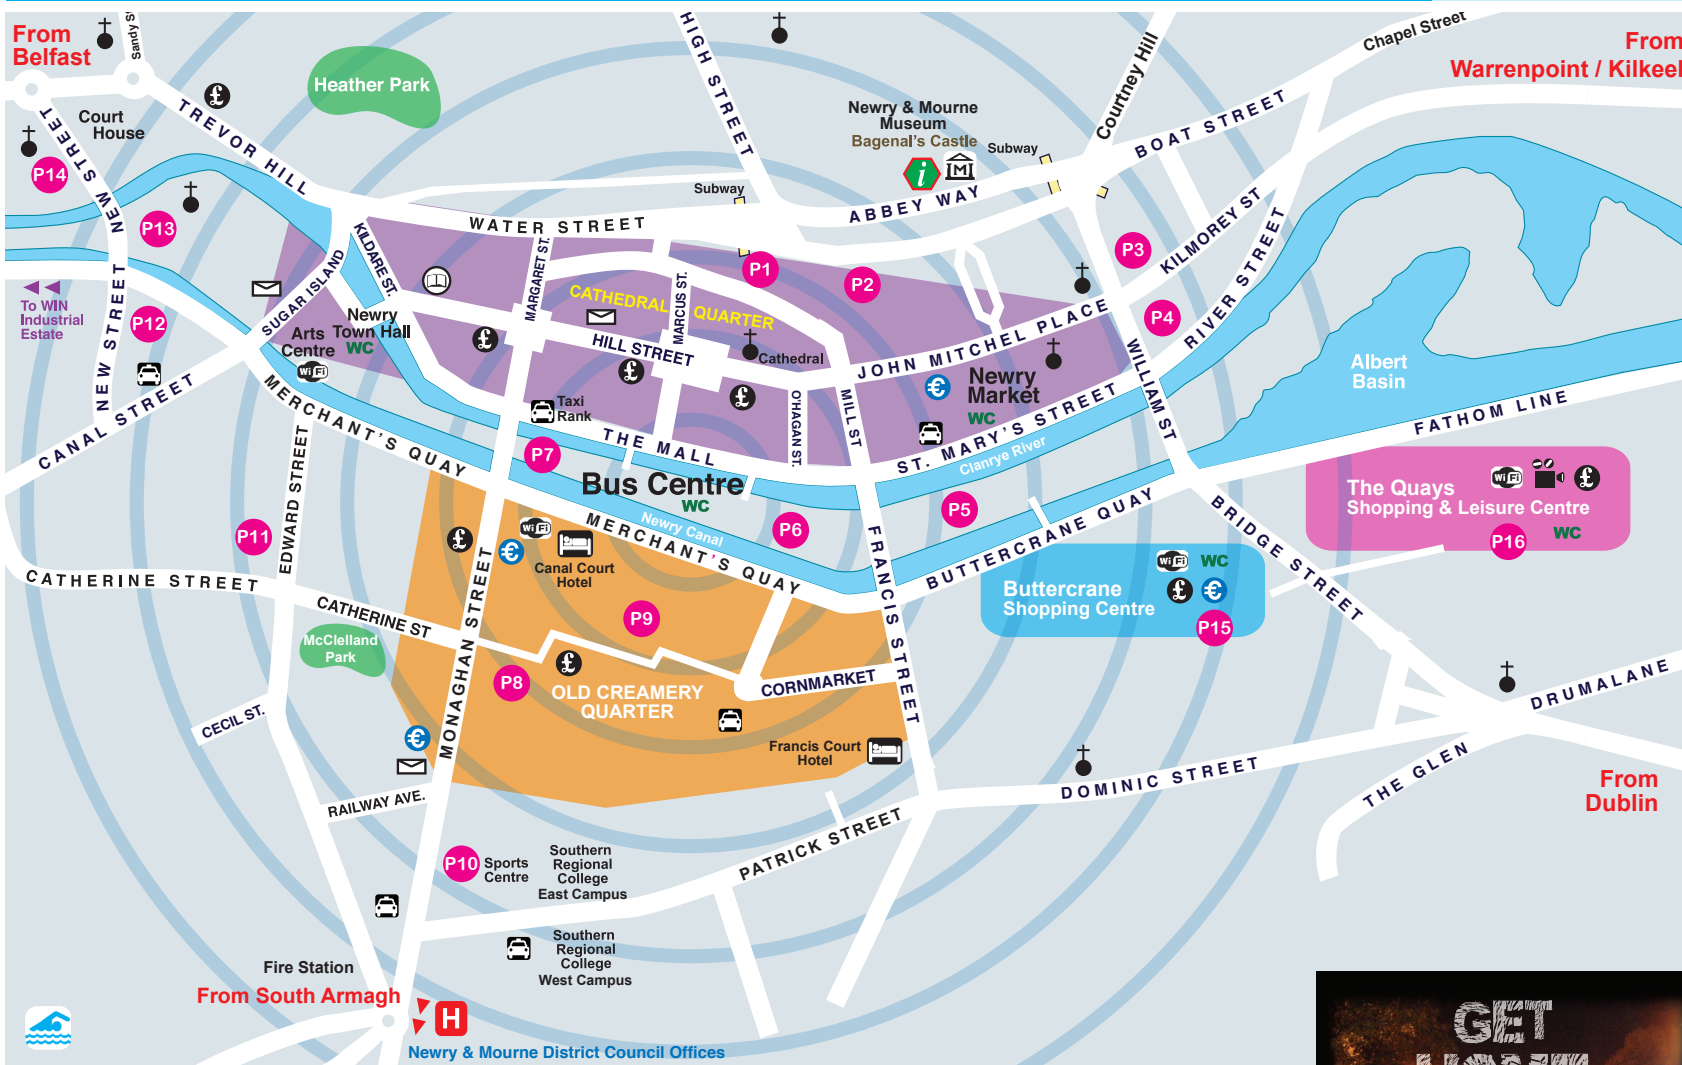 From
Belfast
Sandy S
Court
House
NEW STREET
P14
TREVOR HILL
£
Heather Park
HIGH STREET
Newry & Mourne
Museum
Bagenal's Castle
i
M
Subway
Courtney Hill
Chapel Street
From
Warrenpoint / Kilkeel
BOAT STREET
Subway
WATER STREET
ABBEY WAY
P13
NEW STREET
KILDARE ST.
MARGARET ST.
MARCUS ST.
P1
P2
P3
KILMOREY ST
RIVER STREET
P4
To WIN
Industrial
Estate
P12
SUGAR ISLAND
Arts
Centre
Wi Fi
Newry
Town Hall
WC
CATHEDRAL QUARTER
HILL STREET
£
£
£
Cathedral
JOHN MITCHEL PLACE
WILLIAM ST
€
Newry
Market
WC
Albert
Basin
CANAL STREET
MERCHANT'S QUAY
Taxi
Rank
THE MALL
O'HAGAN ST.
MILL ST
ST. MARY'S STREET
Clanrye River
FATHOM LINE
P7
Bus Centre
WC
P6
P5
Newry Canal
MERCHANT'S QUAY
BUTTERCRANE QUAY
BRIDGE STREET
The Quays
Shopping & Leisure Centre
Wi Fi
£
P16
WC
EDWARD STREET
P11
£
€
Wi Fi
Canal Court
Hotel
FRANCIS STREET
Buttercrane
Shopping Centre
Wi Fi
WC
£
€
P15
CATHERINE STREET
CATHERINE ST
McClelland
Park
MONAGHAN STREET
P9
P8
£
OLD CREAMERY
QUARTER
CORNMARKET
CECIL ST.
€
Francis Court
Hotel
DRUMALANE
THE GLEN
DOMINIC STREET
From
Dublin
RAILWAY AVE.
PATRICK STREET
P10
Sports
Centre
Southern
Regional
College
East Campus
Southern
Regional
College
West Campus
Fire Station
From South Armagh
H
Newry & Mourne District Council Offices
GET